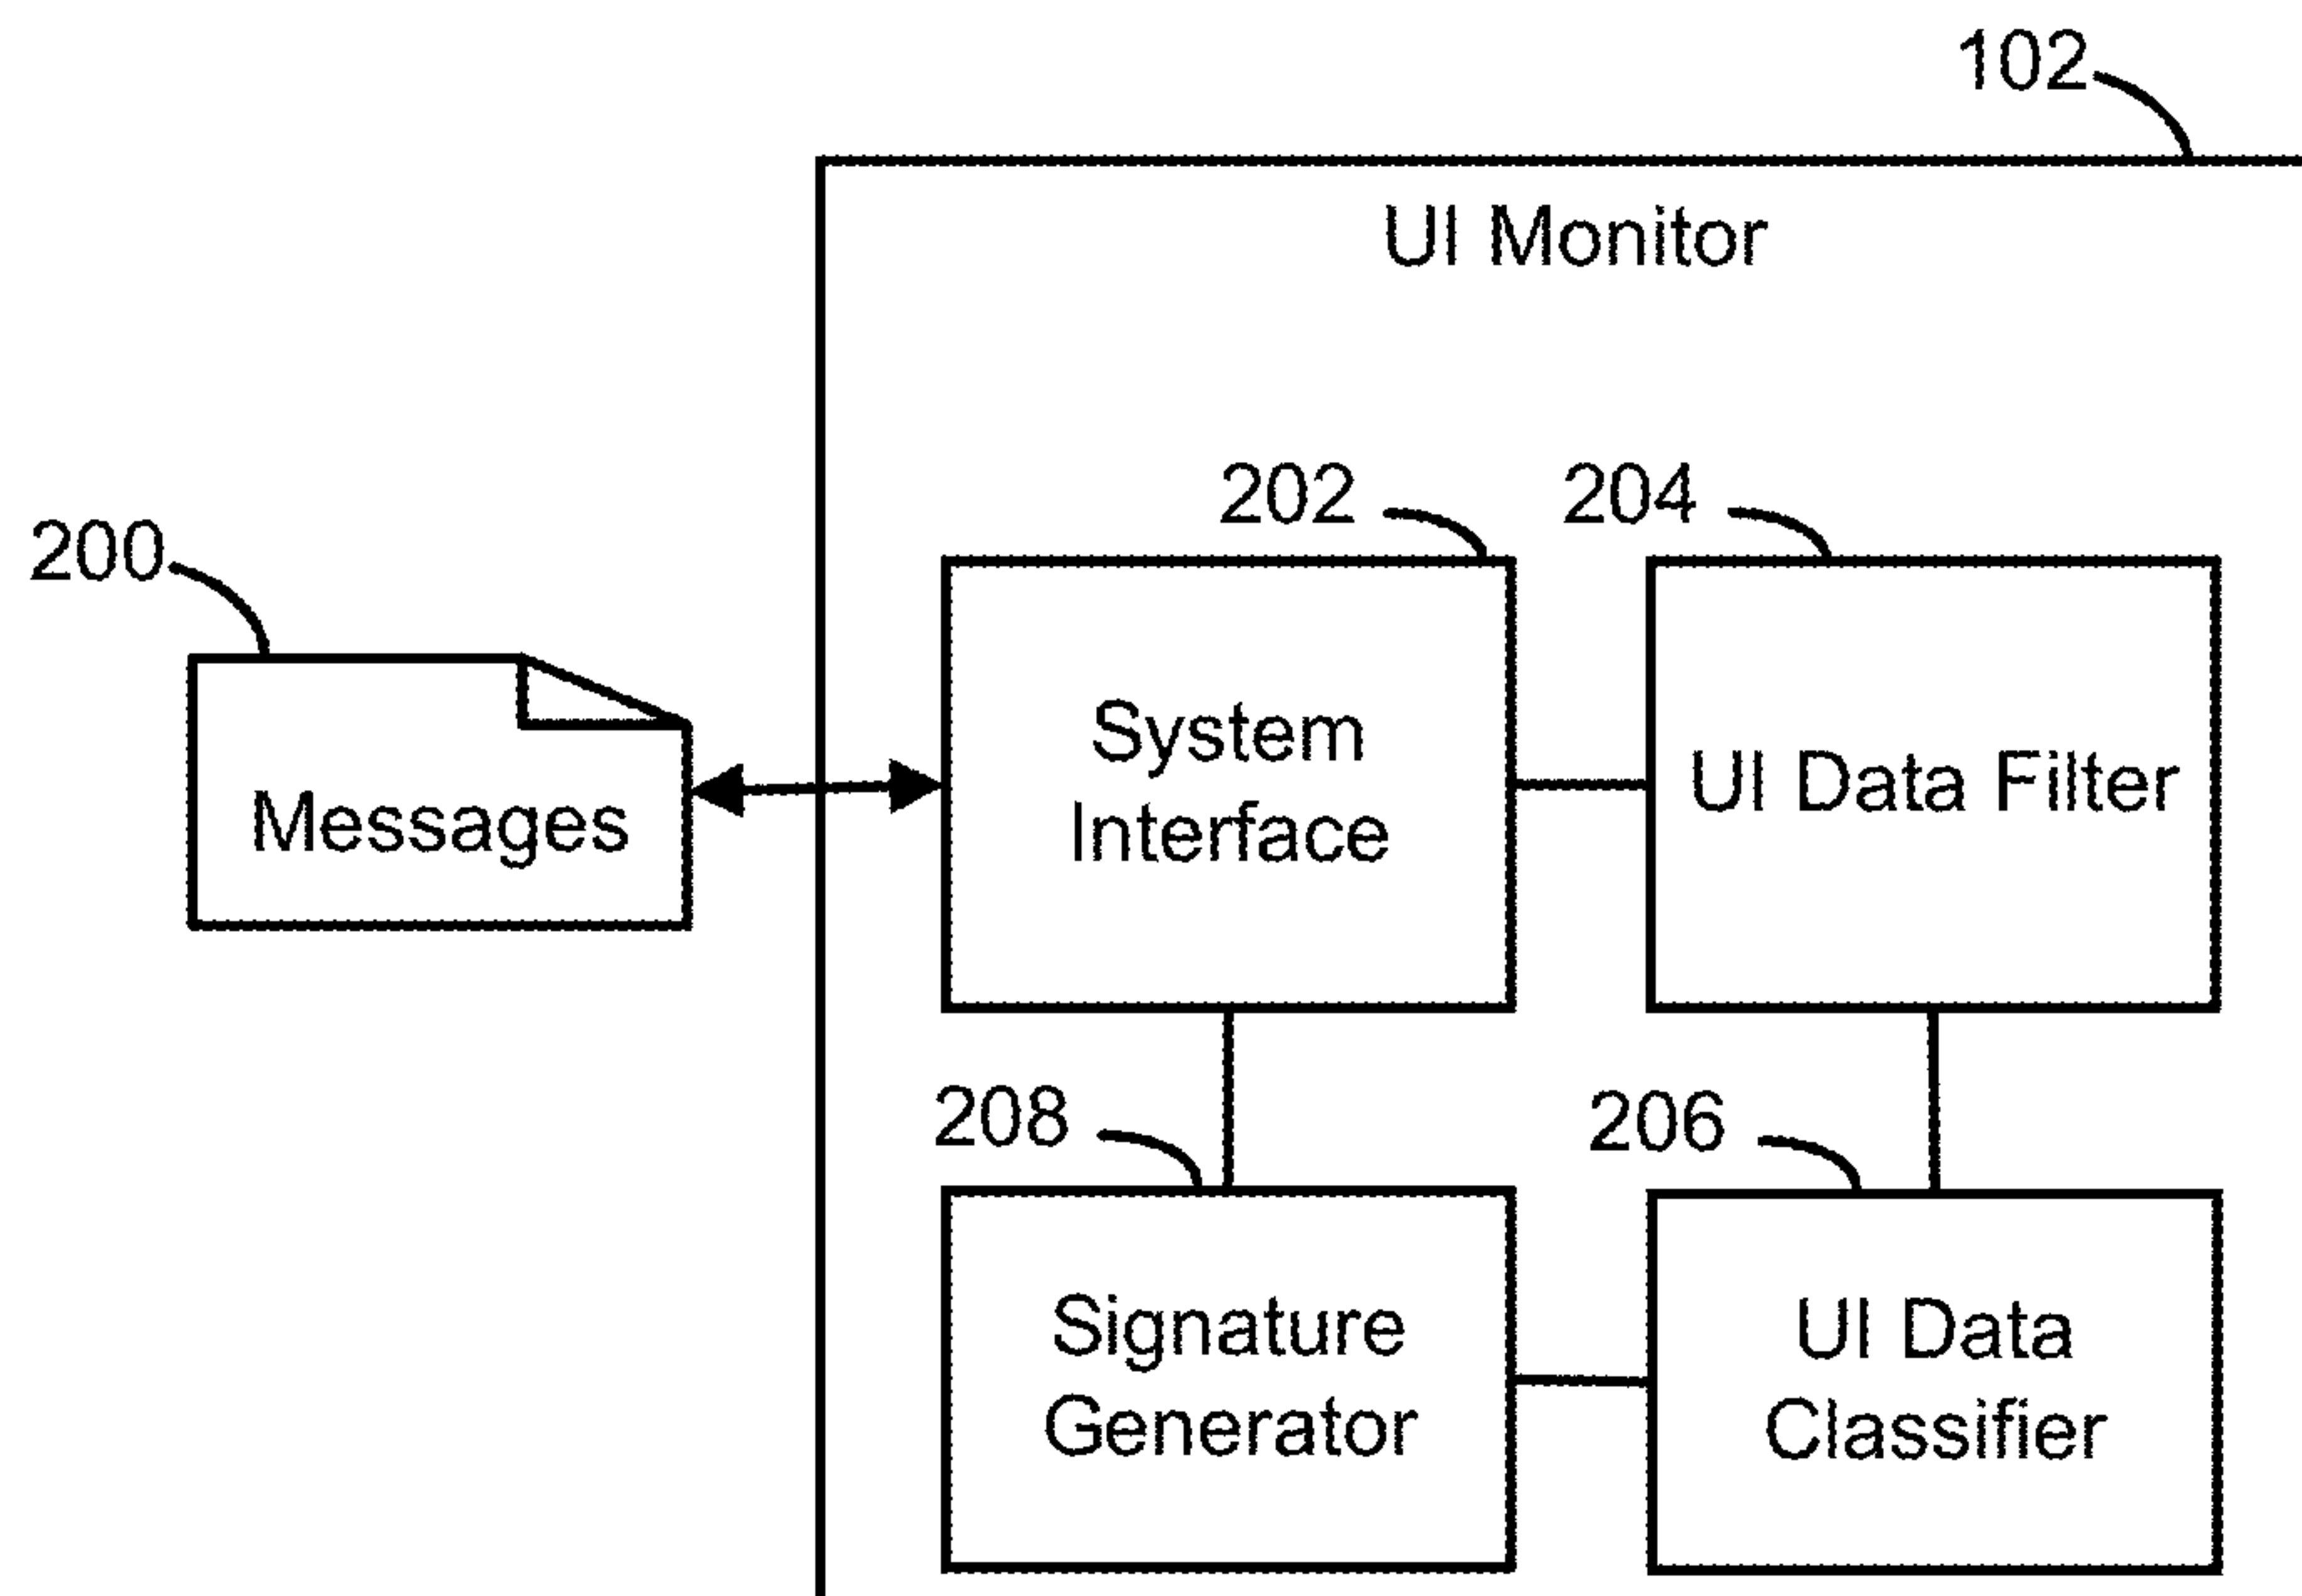 102
UI Monitor
202
204
200
System
Interface
UI Data Filter
Messages
208
206
Signature
Generator
UI Data
Classifier